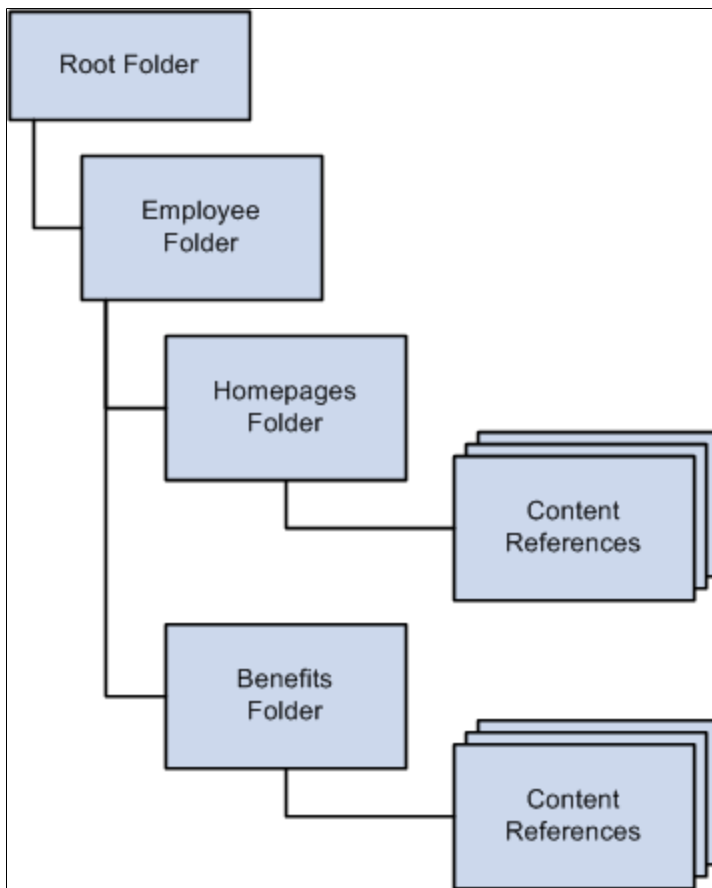 Root Folder
Employee
Folder
Homepages
Folder
Content
References
Benefits
Folder
Content
References